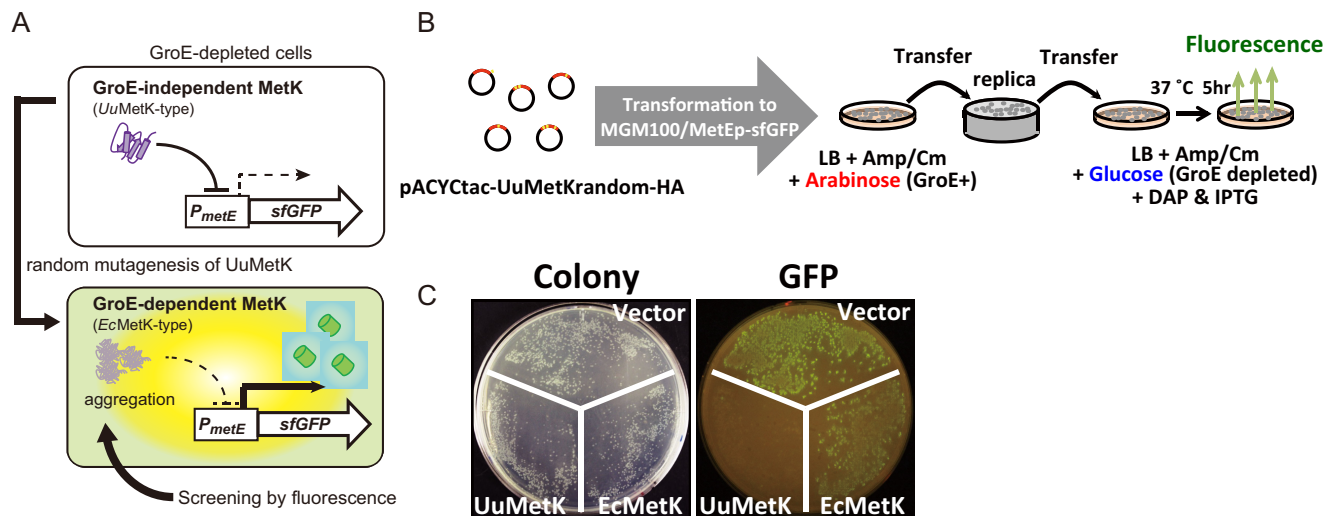 A
GroE-depleted cells
GroE-independent MetK
(UuMetK-type)
PmetE
sfGFP
random mutagenesis of UuMetK
GroE-dependent MetK
(EcMetK-type)
aggregation
PmetE
sfGFP
Screening by fluorescence
B
pACYCtac-UuMetKrandom-HA
Transformation to
MGM100/MetEp-sfGFP
Transfer
replica
Transfer
Fluorescence
37 ˚C 5hr
LB + Amp/Cm
+ Arabinose (GroE+)
LB + Amp/Cm
+ Glucose (GroE depleted)
+ DAP & IPTG
C
Colony
GFP
Vector
UuMetK
EcMetK
Vector
UuMetK
EcMetK